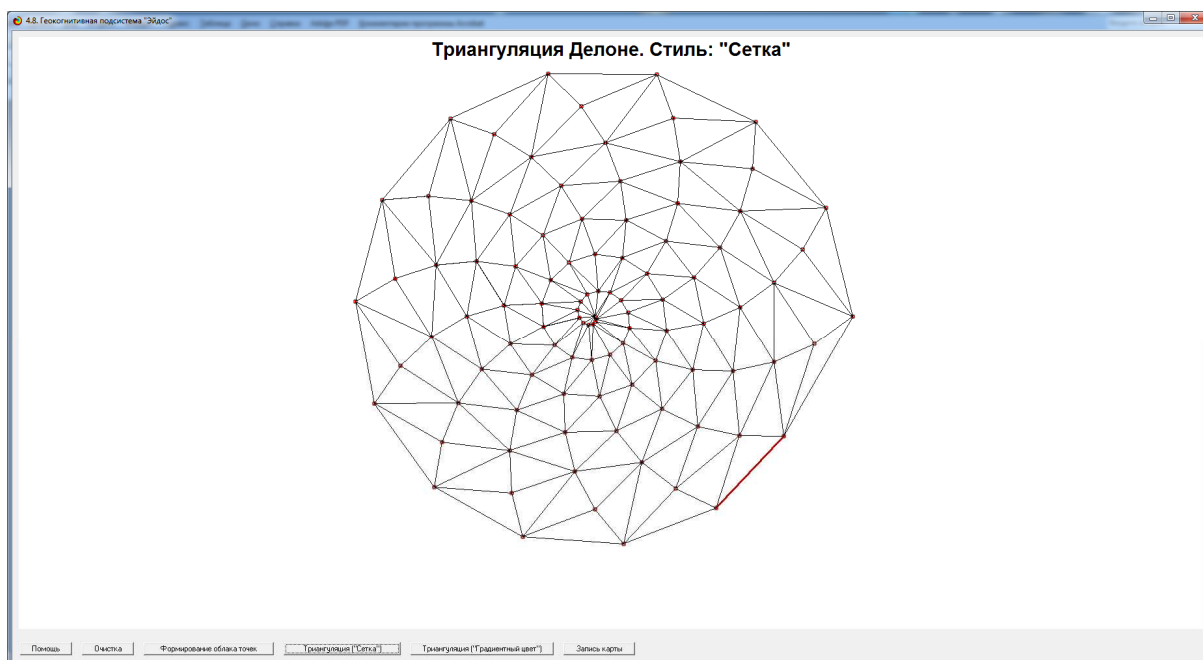 4.8. Геокогнитивная подсистема "Эйдос"
Триангуляция Делоне. Стиль: "Сетка"
Помощь Очистка Формирование облака точек Триангуляция ("Сетка") Триангуляция ("Градиентный цвет") Запись карты